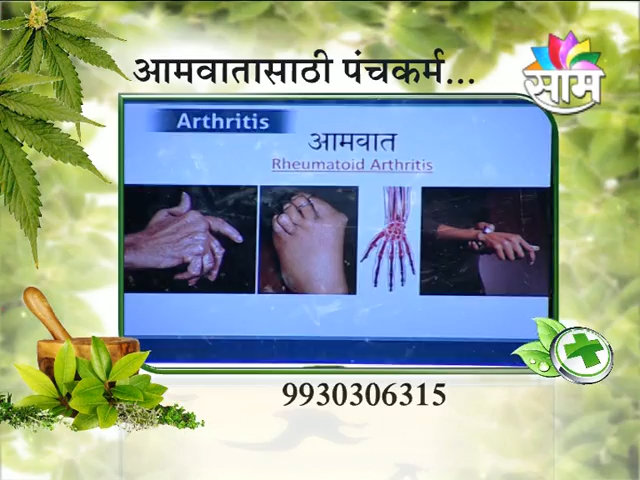 आमवातासाठी पंचकर्म...
साम
Arthritis
आमवात
Rheumatoid Arthritis
9930306315